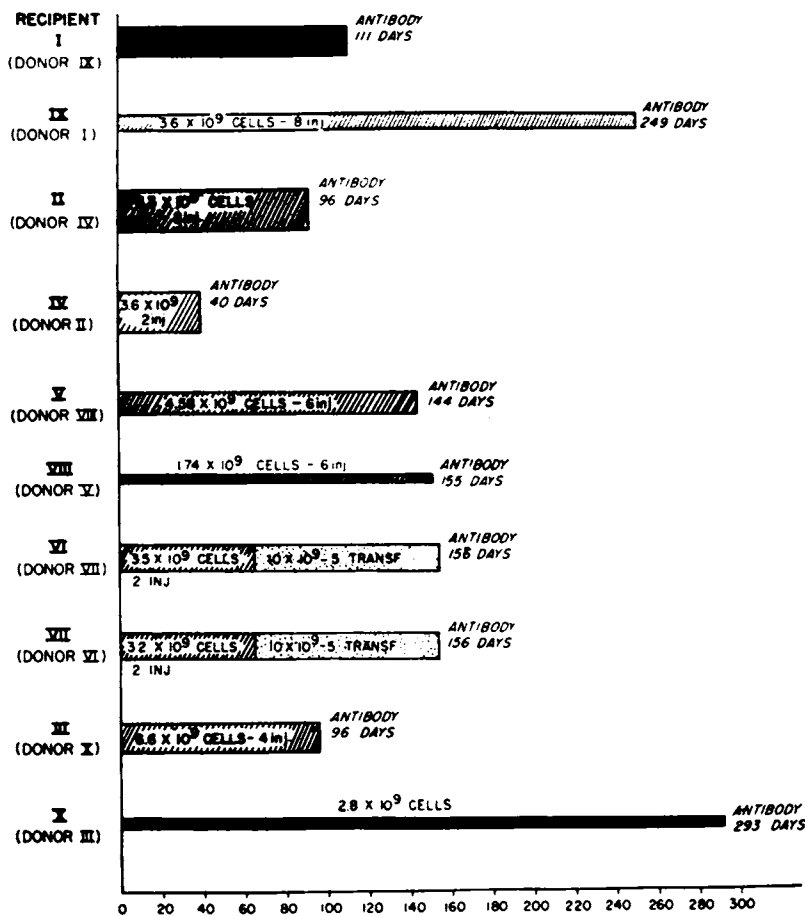 RECIPIENT
I
(DONOR IX)
ANTIBODY
111 DAYS
IX
(DONOR I)
3.6 X 10⁹ CELLS - 8 inj
ANTIBODY
249 DAYS
II
(DONOR IV)
X 10⁹ CELLS
inj
ANTIBODY
96 DAYS
IV
(DONOR II)
3.6 X 10⁹
2 inj
ANTIBODY
40 DAYS
V
(DONOR VIII)
X 10⁹ CELLS - 6 inj
ANTIBODY
144 DAYS
VIII
(DONOR V)
1.74 X 10⁹ CELLS - 6 inj
ANTIBODY
155 DAYS
VI
(DONOR VII)
3.5 X 10⁹ CELLS
10 X 10⁹ - 5 TRANSF
2 INJ
ANTIBODY
DAYS
VII
(DONOR VI)
3.2 X 10⁹ CELLS
10 X 10⁹ - 5 TRANSF
2 INJ
ANTIBODY
156 DAYS
III
(DONOR X)
X 10⁹ CELLS - 4 inj
ANTIBODY
96 DAYS
X
(DONOR III)
2.8 X 10⁹ CELLS
ANTIBODY
293 DAYS
0 20 40 60 80 100 120 140 160 180 200 220 240 260 280 300